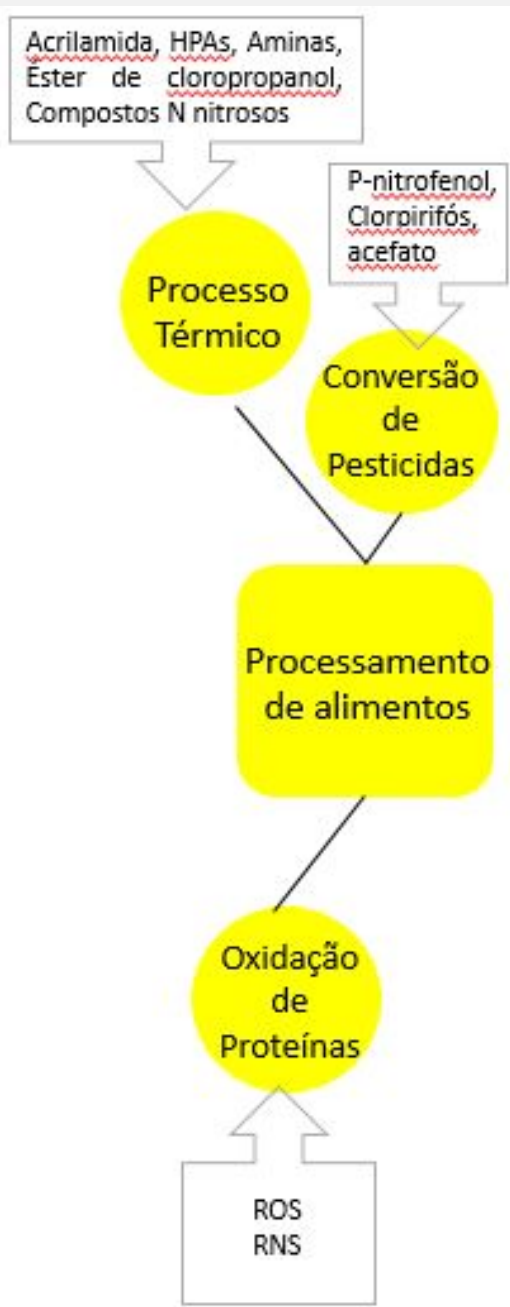 Acrilamida, HPAs, Aminas,
Éster de cloropropanol,
Compostos N nitrosos
P-nitrofenol,
Clorpirifós,
acefato
Processo
Térmico
Conversão
de
Pesticidas
Processamento
de alimentos
Oxidação
de
Proteínas
ROS
RNS